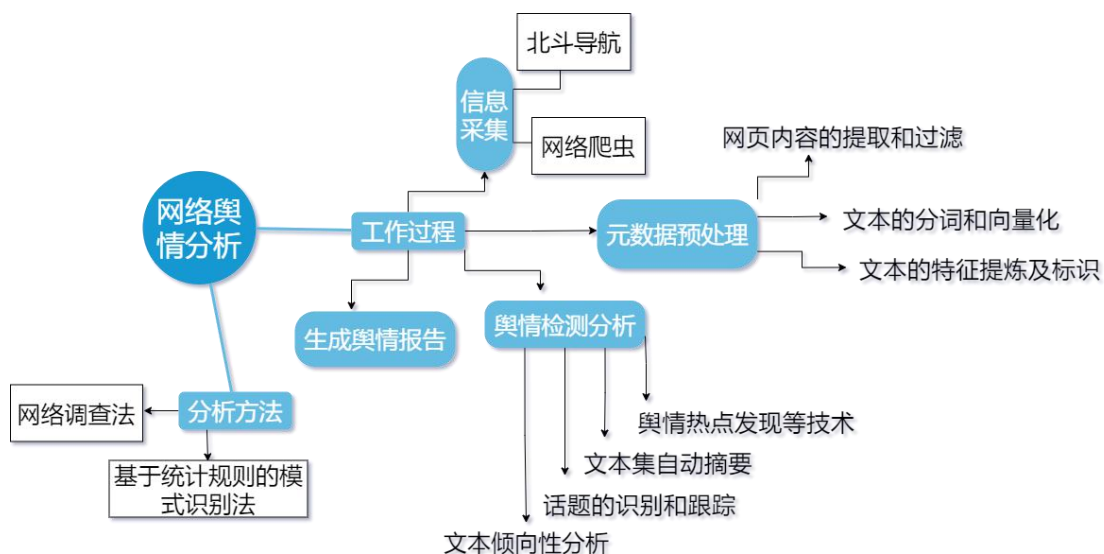 北斗导航
信息
采集
网络爬虫
网页内容的提取和过滤
网络舆
情分析
工作过程
元数据预处理
文本的分词和向量化
文本的特征提炼及标识
生成舆情报告
舆情检测分析
网络调查法
分析方法
舆情热点发现等技术
文本集自动摘要
基于统计规则的模
式识别法
话题的识别和跟踪
文本倾向性分析